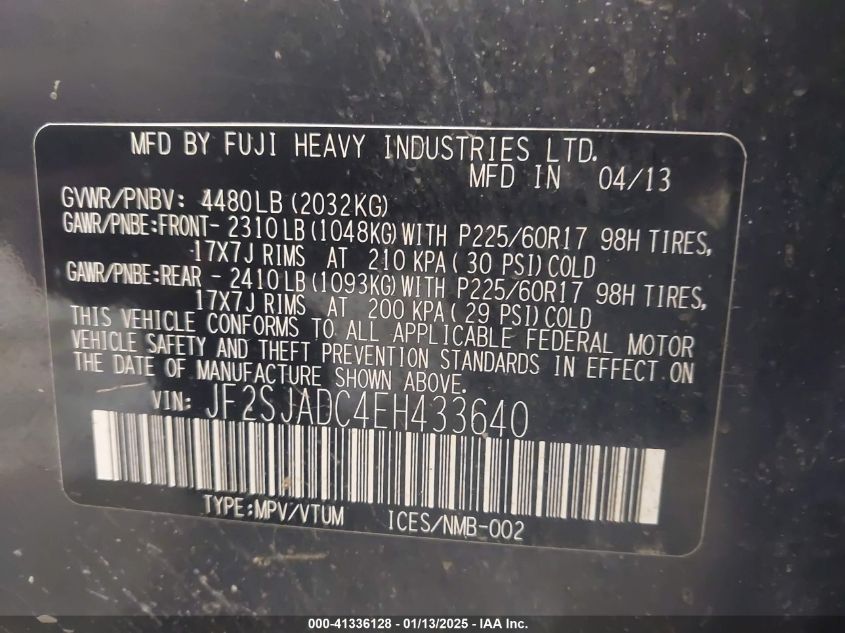 MFD BY FUJI HEAVY INDUSTRIES LTD.
MFD IN 04/13
GVWR/PNBV: 4480LB (2032KG)
GAWR/PNBE:FRONT- 2310LB(1048KG)WITH P225/60R17 98H TIRES,
17X7J RIMS AT 210 KPA( 30 PSI)COLD
GAWR/PNBE:REAR - 2410LB(1093KG)WITH P225/60R17 98H TIRES,
17X7J RIMS AT 200 KPA( 29 PSI)COLD
THIS VEHICLE CONFORMS TO ALL APPLICABLE FEDERAL MOTOR
VEHICLE SAFETY AND THEFT PREVENTION STANDARDS IN EFFECT ON
THE DATE OF MANUFACTURE SHOWN ABOVE.
VIN: JF2SJADC4EH433640
TYPE:MPV/VTUM ICES/NMB-002
000-41336128 - 01/13/2025 - IAA Inc.